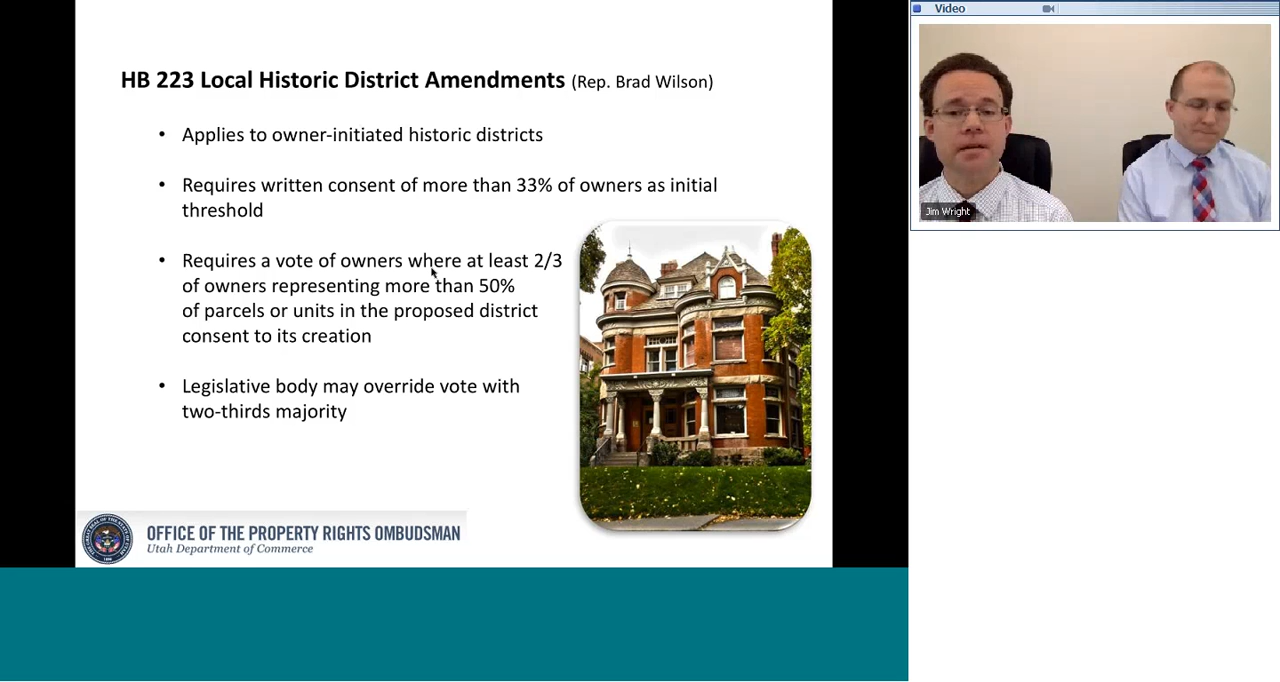 HB 223 Local Historic District Amendments (Rep. Brad Wilson)
• Applies to owner-initiated historic districts
• Requires written consent of more than 33% of owners as initial
threshold
• Requires a vote of owners where at least 2/3
of owners representing more than 50%
of parcels or units in the proposed district
consent to its creation
• Legislative body may override vote with
two-thirds majority
OFFICE OF THE PROPERTY RIGHTS OMBUDSMAN
Utah Department of Commerce
Video
Jim Wright